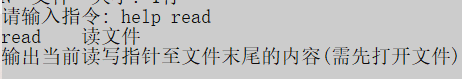 请输入指令: help read
read    读文件
输出当前读写指针至文件末尾的内容(需先打开文件)